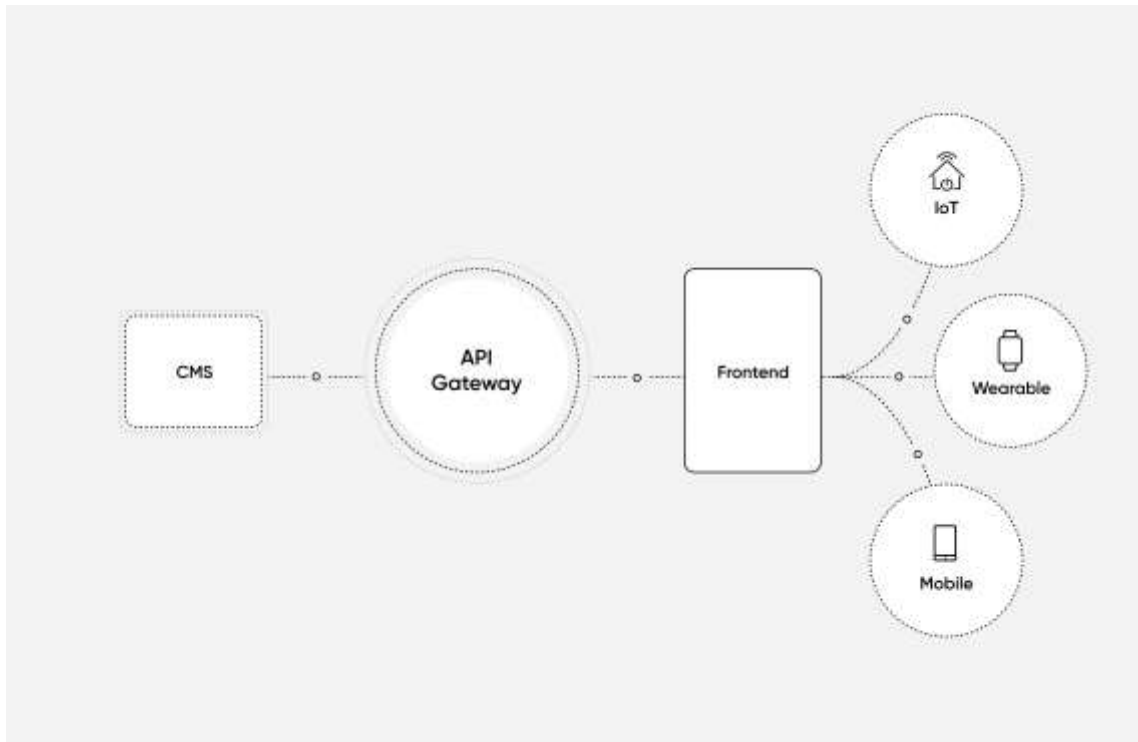 CMS
API
Gateway
Frontend
IoT
Wearable
Mobile